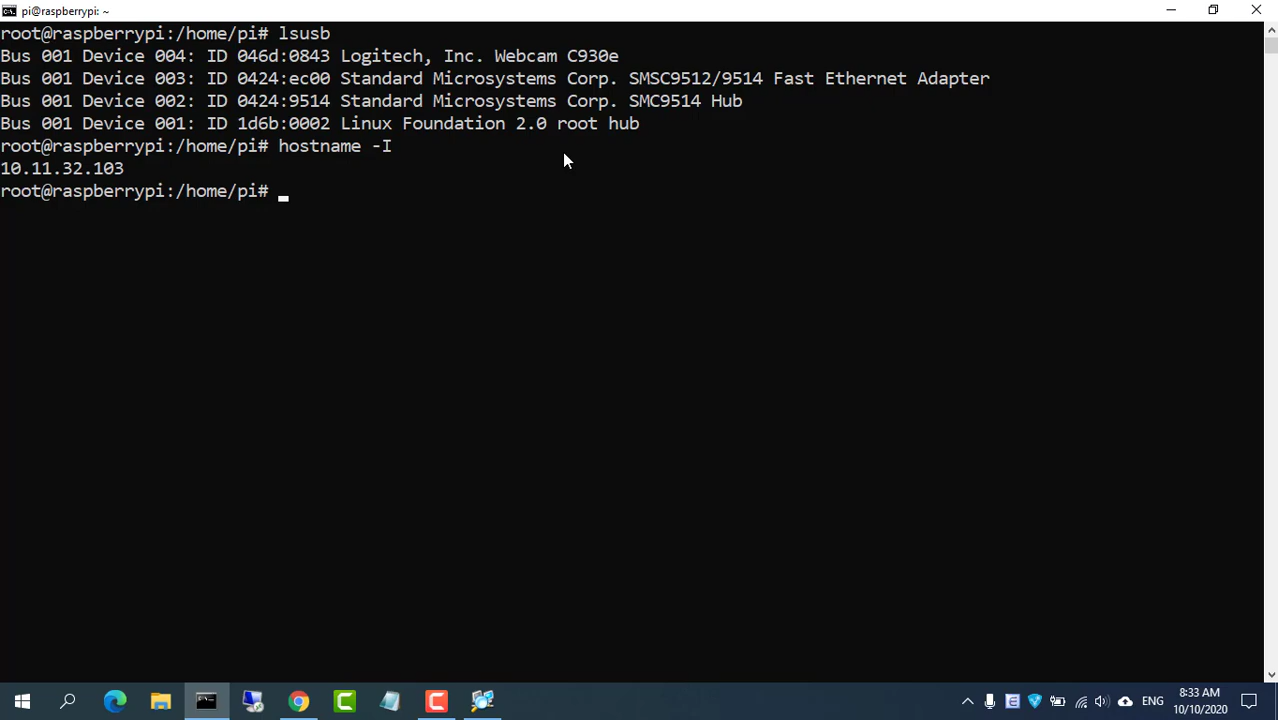 pi@raspberrypi: ~
root@raspberrypi:/home/pi# lsusb
Bus 001 Device 004: ID 046d:0843 Logitech, Inc. Webcam C930e
Bus 001 Device 003: ID 0424:ec00 Standard Microsystems Corp. SMSC9512/9514 Fast Ethernet Adapter
Bus 001 Device 002: ID 0424:9514 Standard Microsystems Corp. SMC9514 Hub
Bus 001 Device 001: ID 1d6b:0002 Linux Foundation 2.0 root hub
root@raspberrypi:/home/pi# hostname -I
10.11.32.103
root@raspberrypi:/home/pi#
ENG
8:33 AM
10/10/2020